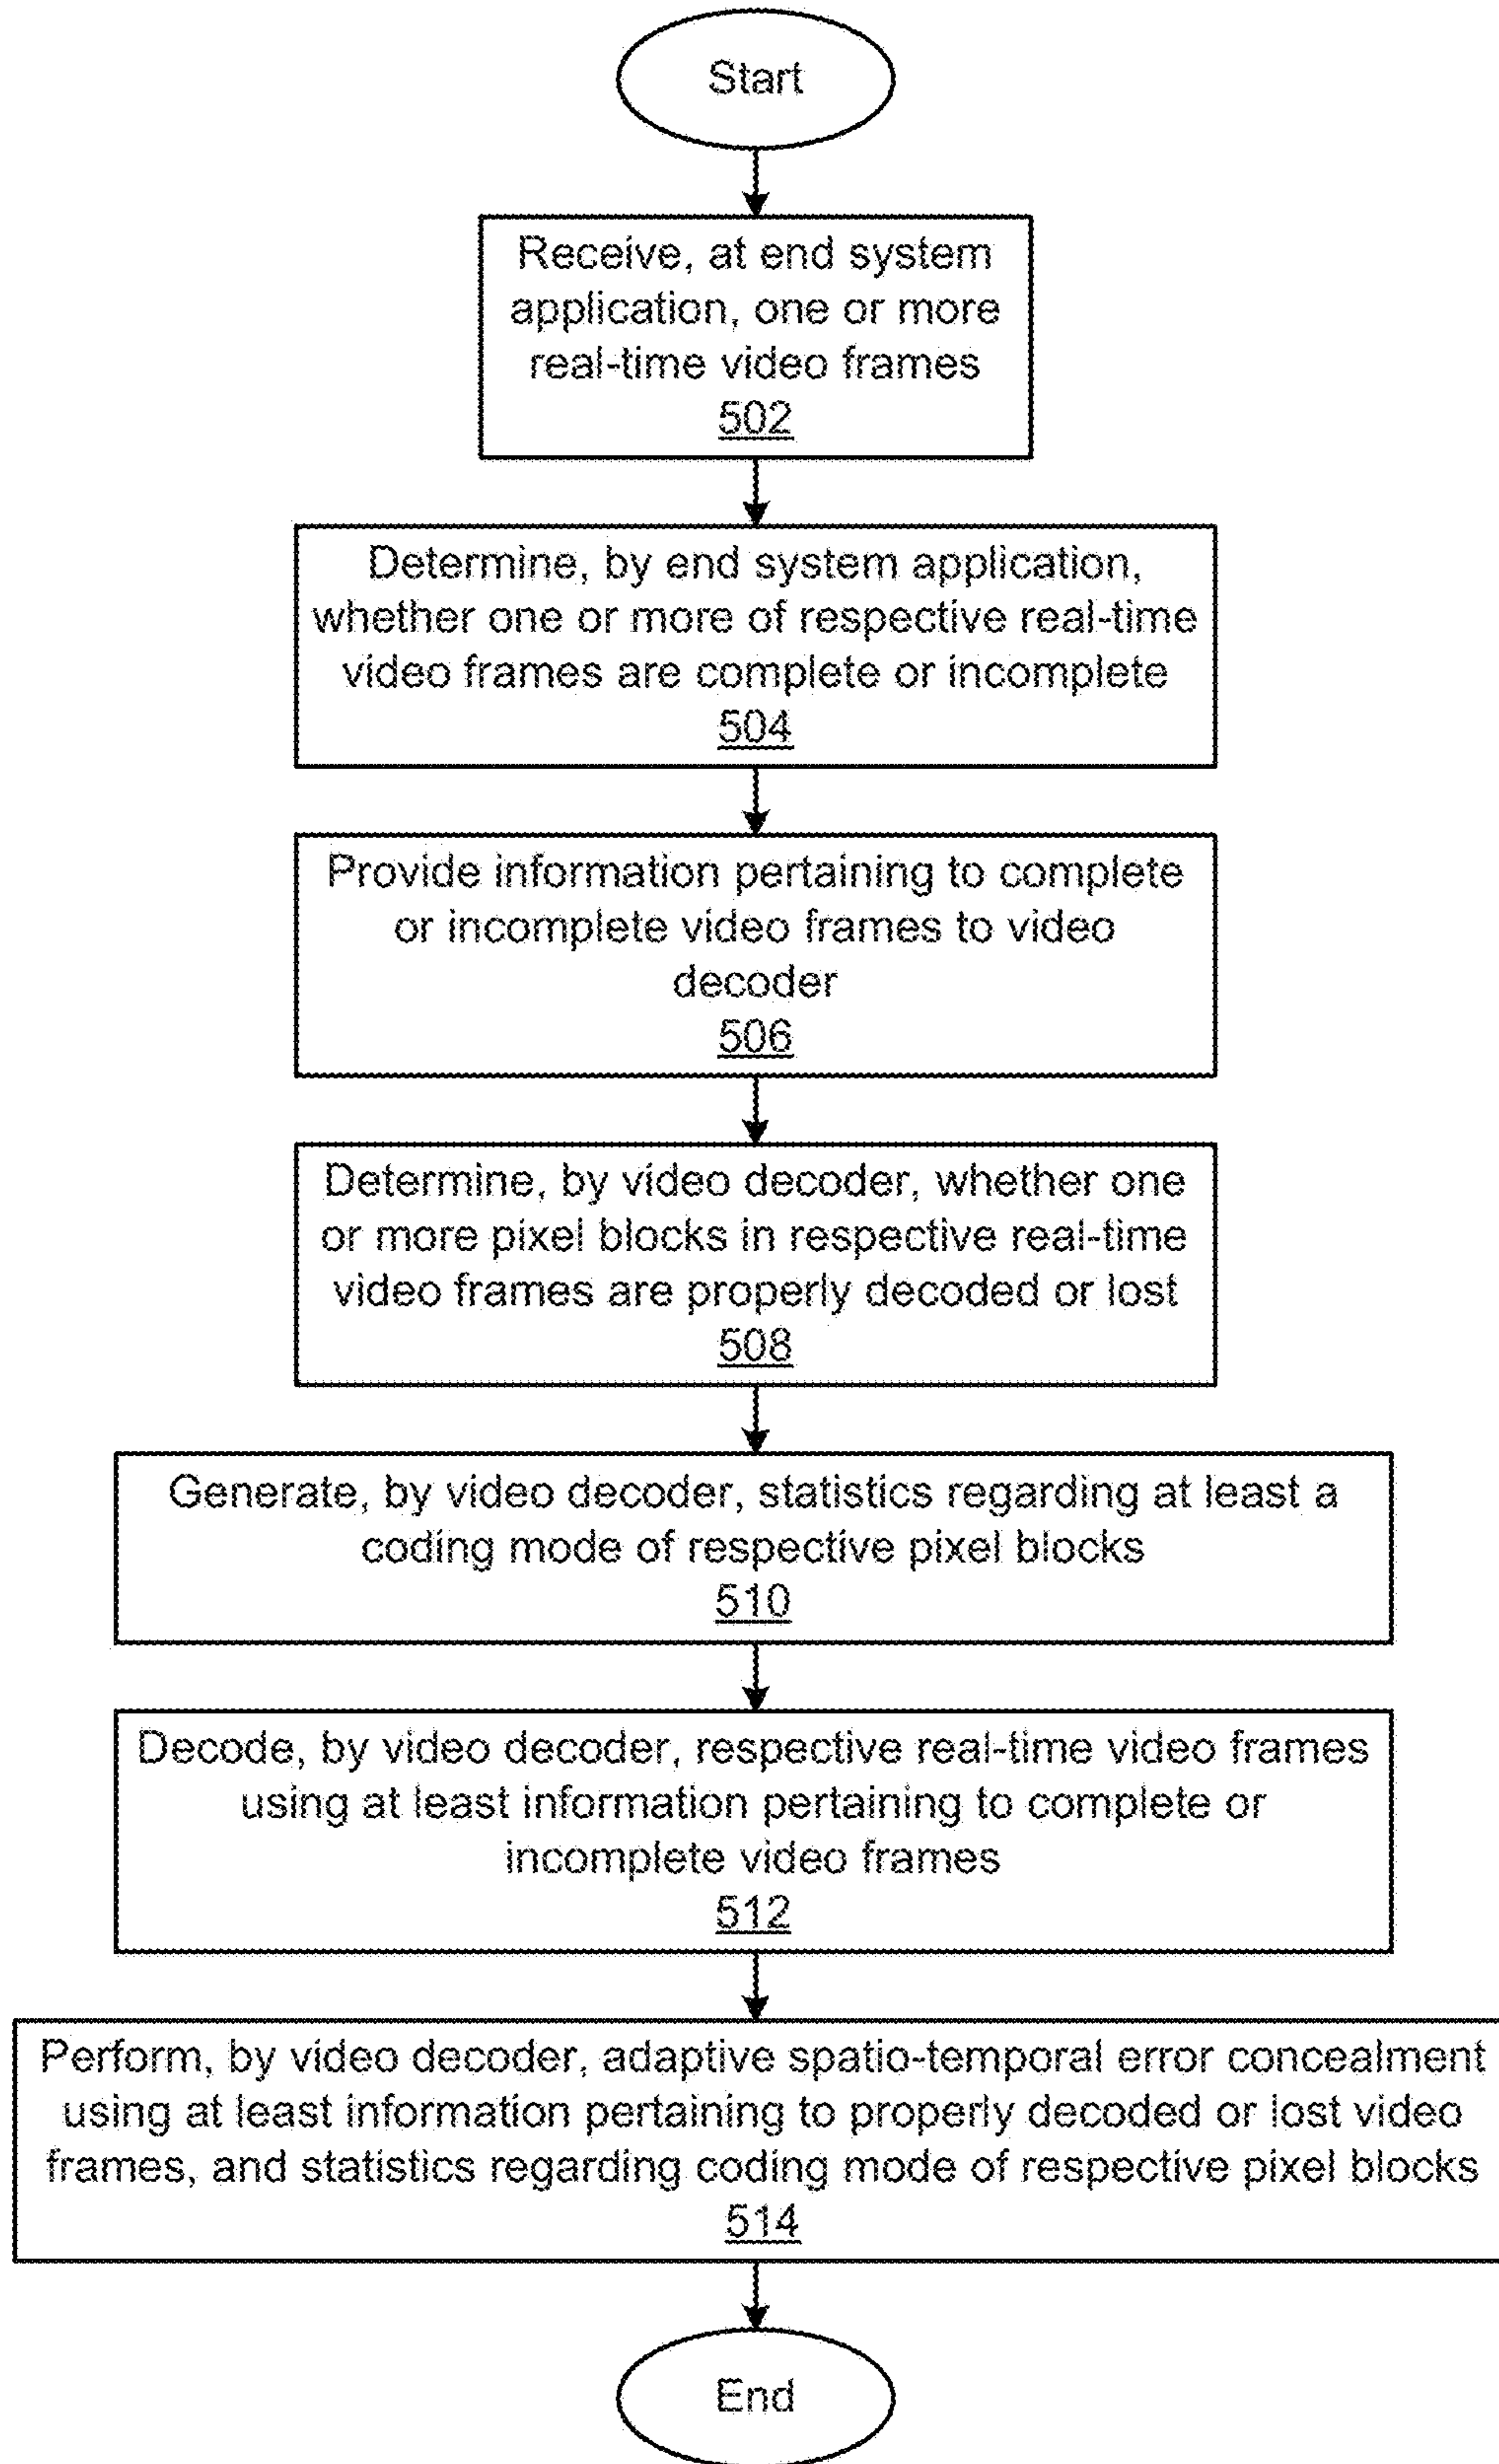 Start
Receive, at end system
application, one or more
real-time video frames
502
Determine, by end system application,
whether one or more of respective real-time
video frames are complete or incomplete
504
Provide information pertaining to complete
or incomplete video frames to video
decoder
506
Determine, by video decoder, whether one
or more pixel blocks in respective real-time
video frames are properly decoded or lost
508
Generate, by video decoder, statistics regarding at least a
coding mode of respective pixel blocks
510
Decode, by video decoder, respective real-time video frames
using at least information pertaining to complete or
incomplete video frames
512
Perform, by video decoder, adaptive spatio-temporal error concealment
using at least information pertaining to properly decoded or lost video
frames, and statistics regarding coding mode of respective pixel blocks
514
End